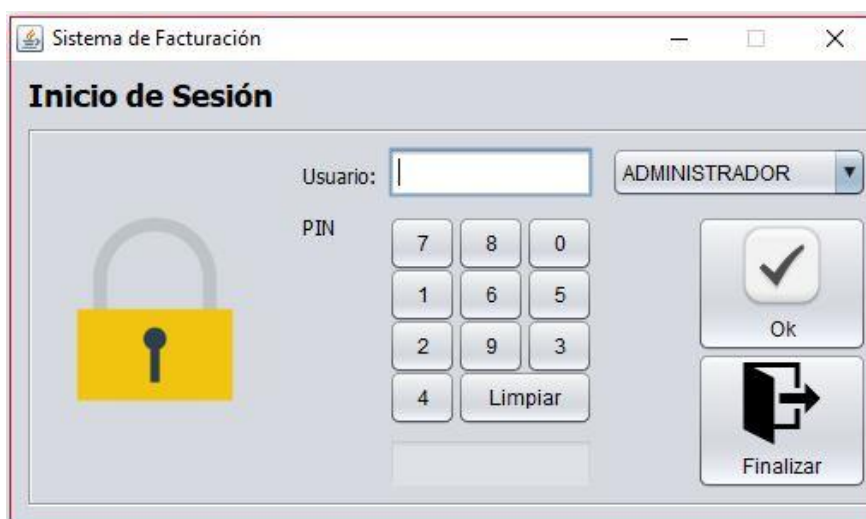 Sistema de Facturación
Inicio de Sesión
Usuario:
ADMINISTRADOR
PIN
7 8 0
1 6 5
2 9 3
4 Limpiar
Ok
Finalizar